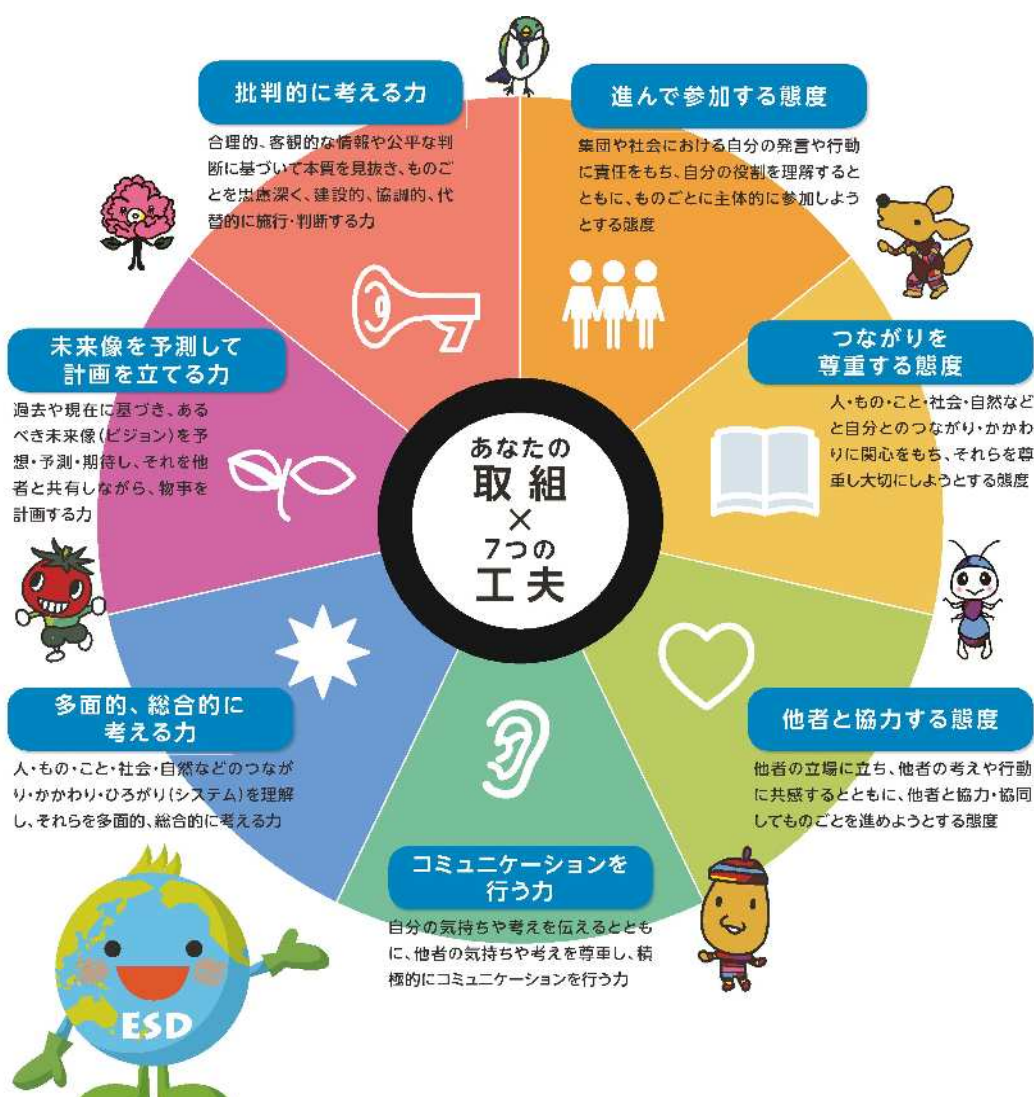 批判的に考える力
合理的、客観的な情報や公平な判
断に基づいて本質を見抜き、ものご
とを思慮深く、建設的、協調的、代
替的に施行・判断する力
進んで参加する態度
集団や社会における自分の発言や行動
に責任をもち、自分の役割を理解すると
ともに、ものごとに主体的に参加しよう
とする態度
未来像を予測して
計画を立てる力
過去や現在に基づき、ある
べき未来像(ビジョン)を予
想・予測・期待し、それを他
者と共有しながら、物事を
計画する力
つながりを
尊重する態度
人・もの・こと・社会・自然など
と自分とのつながり・かかわ
りに関心をもち、それらを尊
重し大切にしようとする態度
あなたの
取組
×
7つの
工夫
多面的、総合的に
考える力
人・もの・こと・社会・自然などのつなが
り・かかわり・ひろがり(システム)を理解
し、それらを多面的、総合的に考える力
他者と協力する態度
他者の立場に立ち、他者の考えや行動
に共感するとともに、他者と協力・協同
してものごとを進めようとする態度
コミュニケーションを
行う力
自分の気持ちや考えを伝えるととも
に、他者の気持ちや考えを尊重し、積
極的にコミュニケーションを行う力
ESD